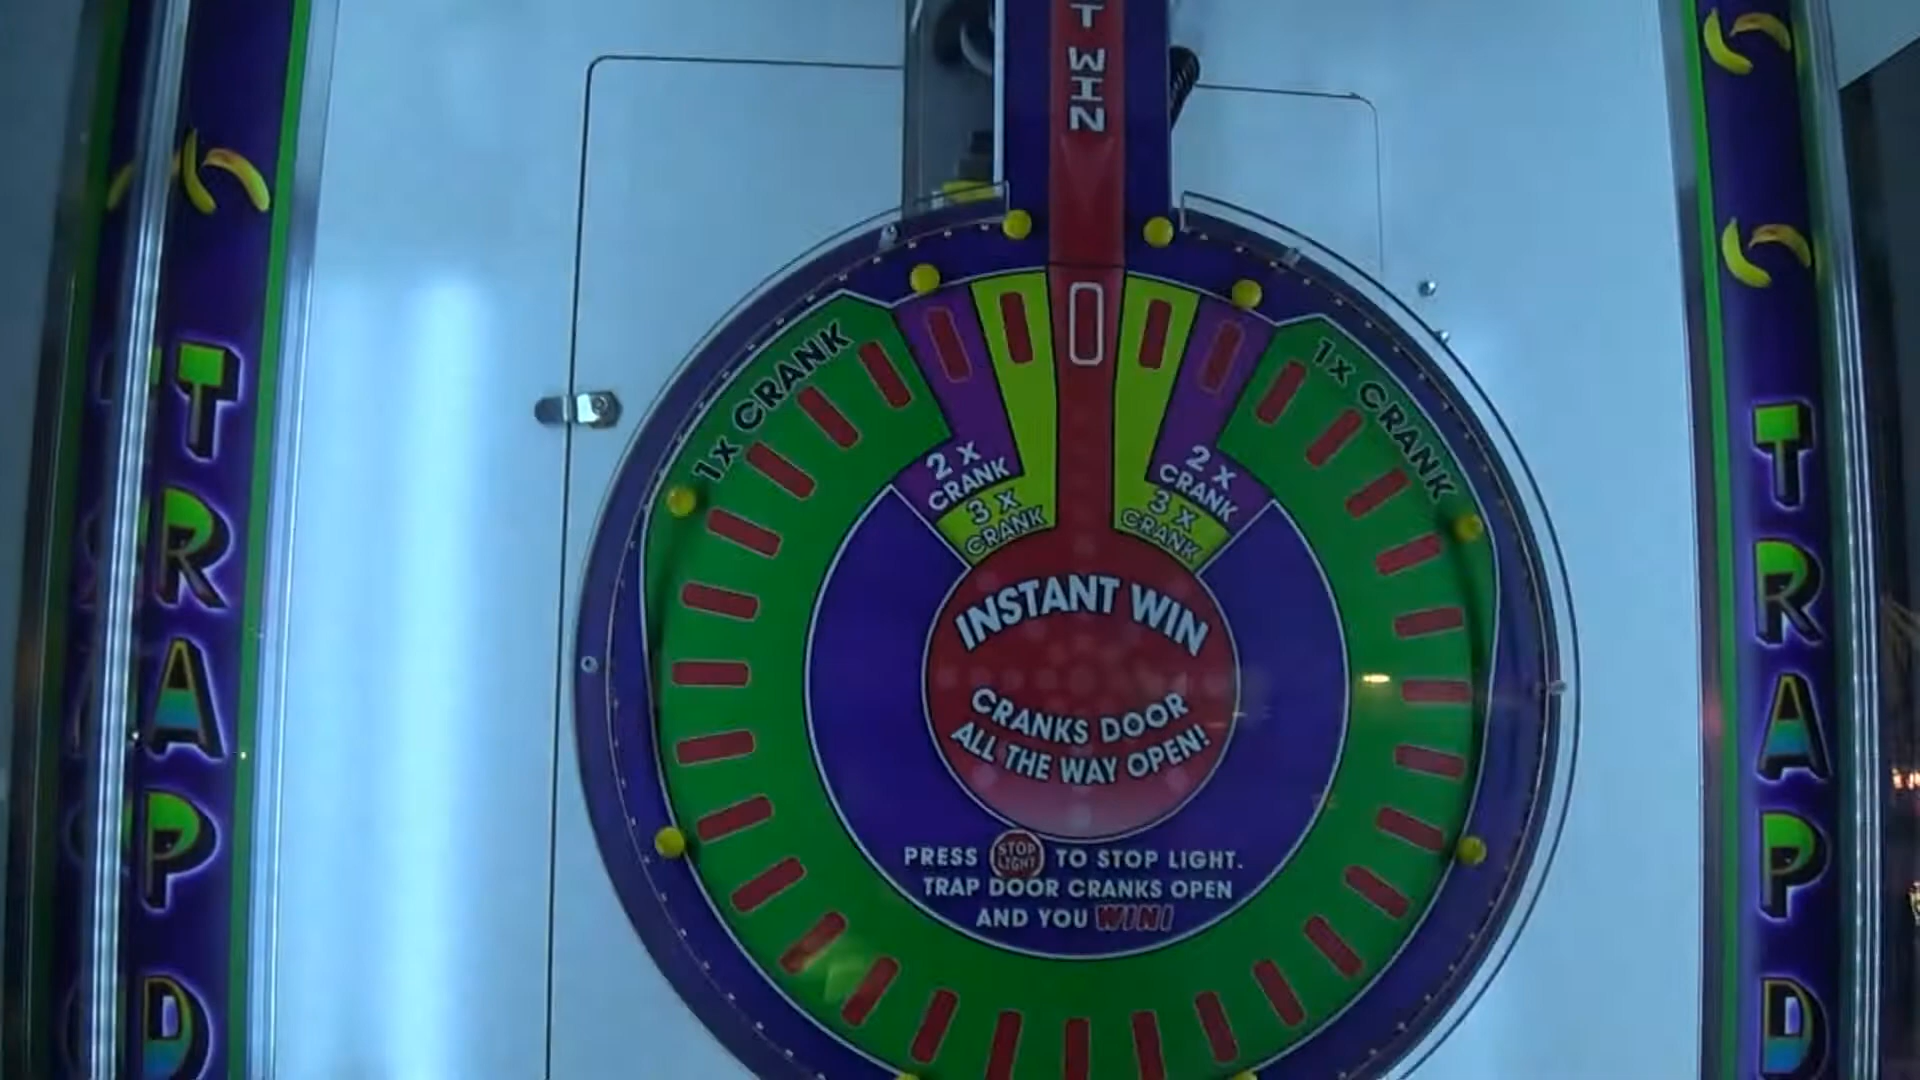 T WIN
1X CRANK
1X CRANK
2 X
CRANK
3 X
CRANK
2 X
CRANK
3 X
CRANK
INSTANT WIN
CRANKS DOOR
ALL THE WAY OPEN!
PRESS STOP LIGHT TO STOP LIGHT.
TRAP DOOR CRANKS OPEN
AND YOU WIN!
TRAP D
TRAP D